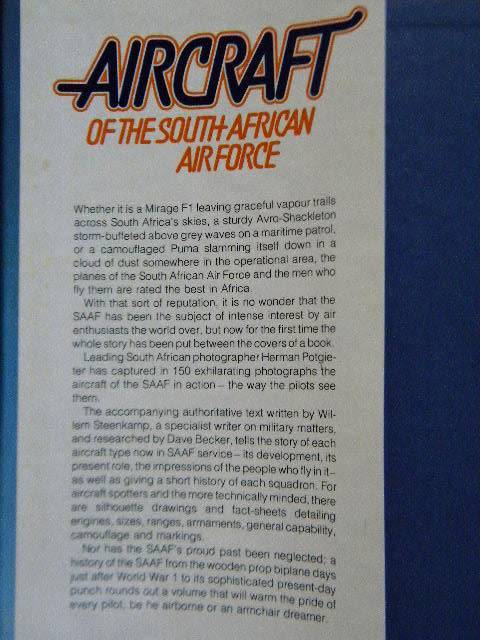 AIRCRAFT
OF THE SOUTH AFRICAN
AIR FORCE
Whether it is a Mirage F1 leaving graceful vapour trails
across South Africa's skies, a sturdy Avro-Shackleton
storm-buffeted above grey waves on a maritime patrol,
or a camouflaged Puma slamming itself down in a
cloud of dust somewhere in the operational area, the
planes of the South African Air Force and the men who
fly them are rated the best in Africa.
With that sort of reputation, it is no wonder that the
SAAF has been the subject of intense interest by air
enthusiasts the world over, but now for the first time the
whole story has been put between the covers of a book.
Leading South African photographer Herman Potgie-
ter has captured in 150 exhilarating photographs the
aircraft of the SAAF in action – the way the pilots see
them.
The accompanying authoritative text written by Wil-
lem Steenkamp, a specialist writer on military matters,
and researched by Dave Becker, tells the story of each
aircraft type now in SAAF service – its development, its
present role, the impressions of the people who fly in it –
as well as giving a short history of each squadron. For
aircraft spotters and the more technically minded, there
are silhouette drawings and fact-sheets detailing
engines, sizes, ranges, armaments, general capability,
camouflage and markings.
Nor has the SAAF's proud past been neglected; a
history of the SAAF from the wooden prop biplane days
just after World War 1 to its sophisticated present-day
punch rounds out a volume that will warm the pride of
every pilot, be he airborne or an armchair dreamer.